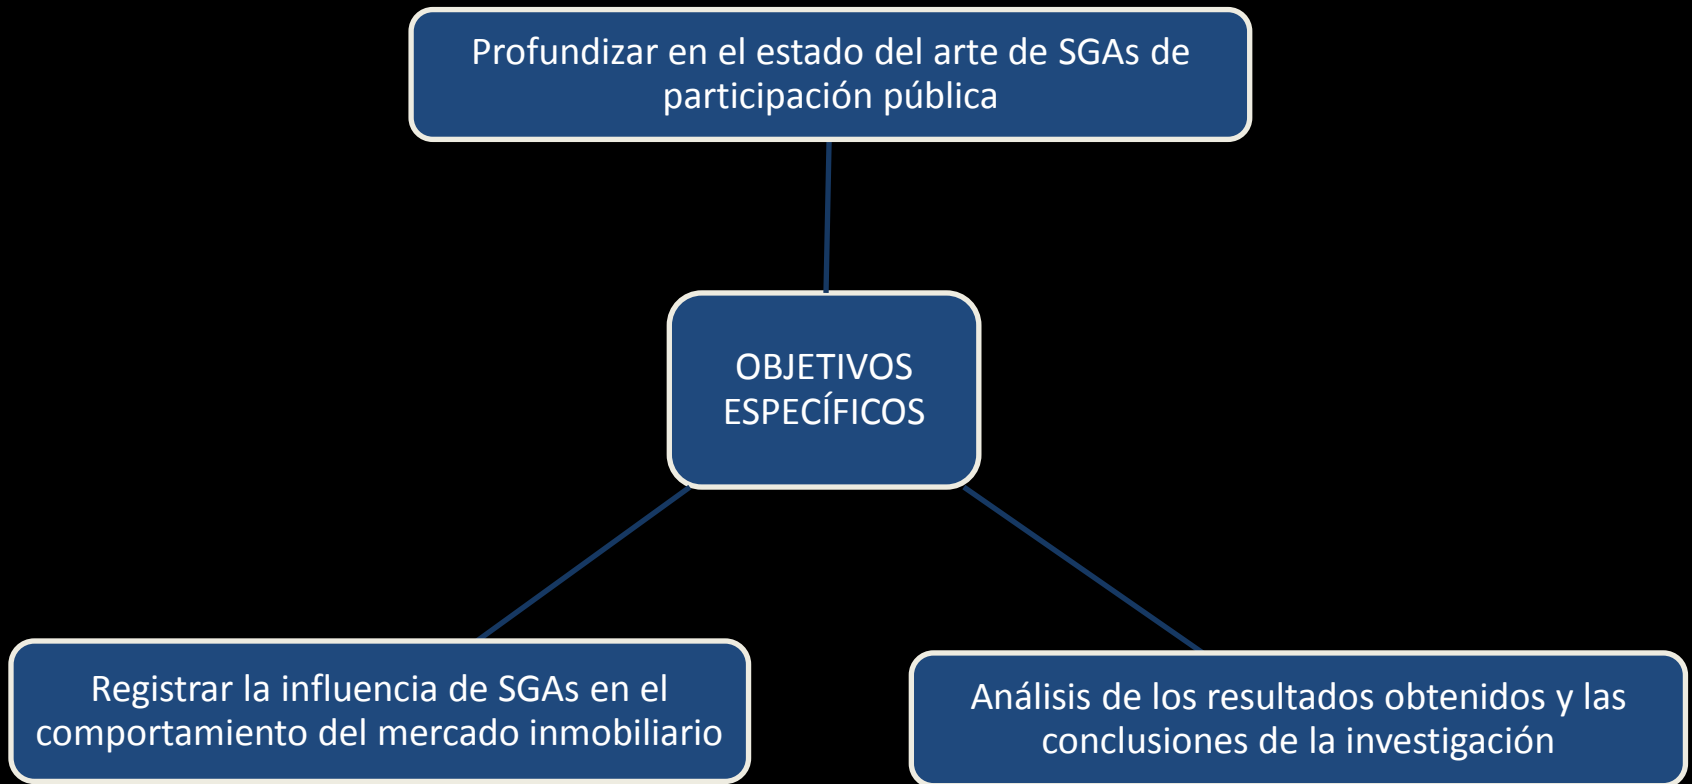 Profundizar en el estado del arte de SGAs de
participación pública
OBJETIVOS
ESPECÍFICOS
Registrar la influencia de SGAs en el
comportamiento del mercado inmobiliario
Análisis de los resultados obtenidos y las
conclusiones de la investigación